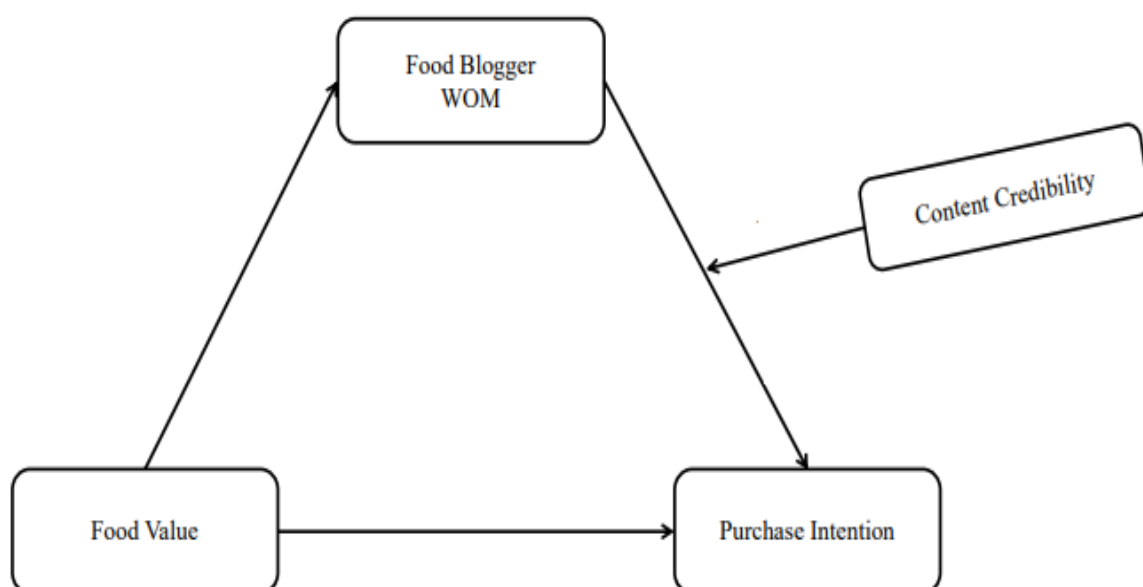 Food Blogger
WOM
Content Credibility
Food Value
Purchase Intention